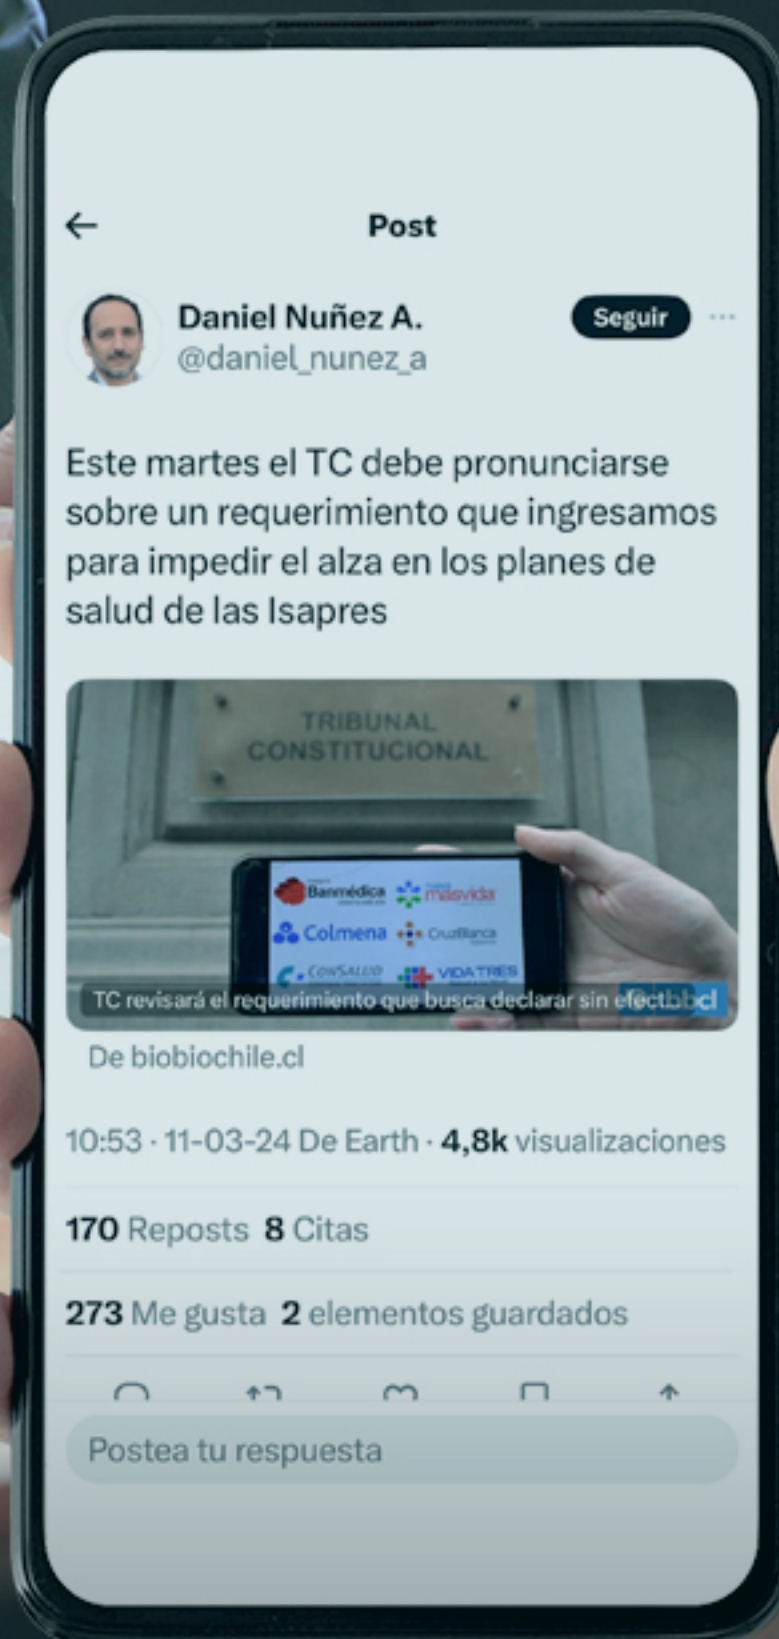 Post
Daniel Nuñez A.
@daniel_nunez_a
Seguir
Este martes el TC debe pronunciarse
sobre un requerimiento que ingresamos
para impedir el alza en los planes de
salud de las Isapres
TRIBUNAL
CONSTITUCIONAL
Banmédica
masvida
Colmena
CruzBlanca
CONSALUD
VIDA TRES
TC revisará el requerimiento que busca declarar sin efect
De biobiochile.cl
10:53 · 11-03-24 De Earth · 4,8k visualizaciones
170 Reposts 8 Citas
273 Me gusta 2 elementos guardados
Postea tu respuesta